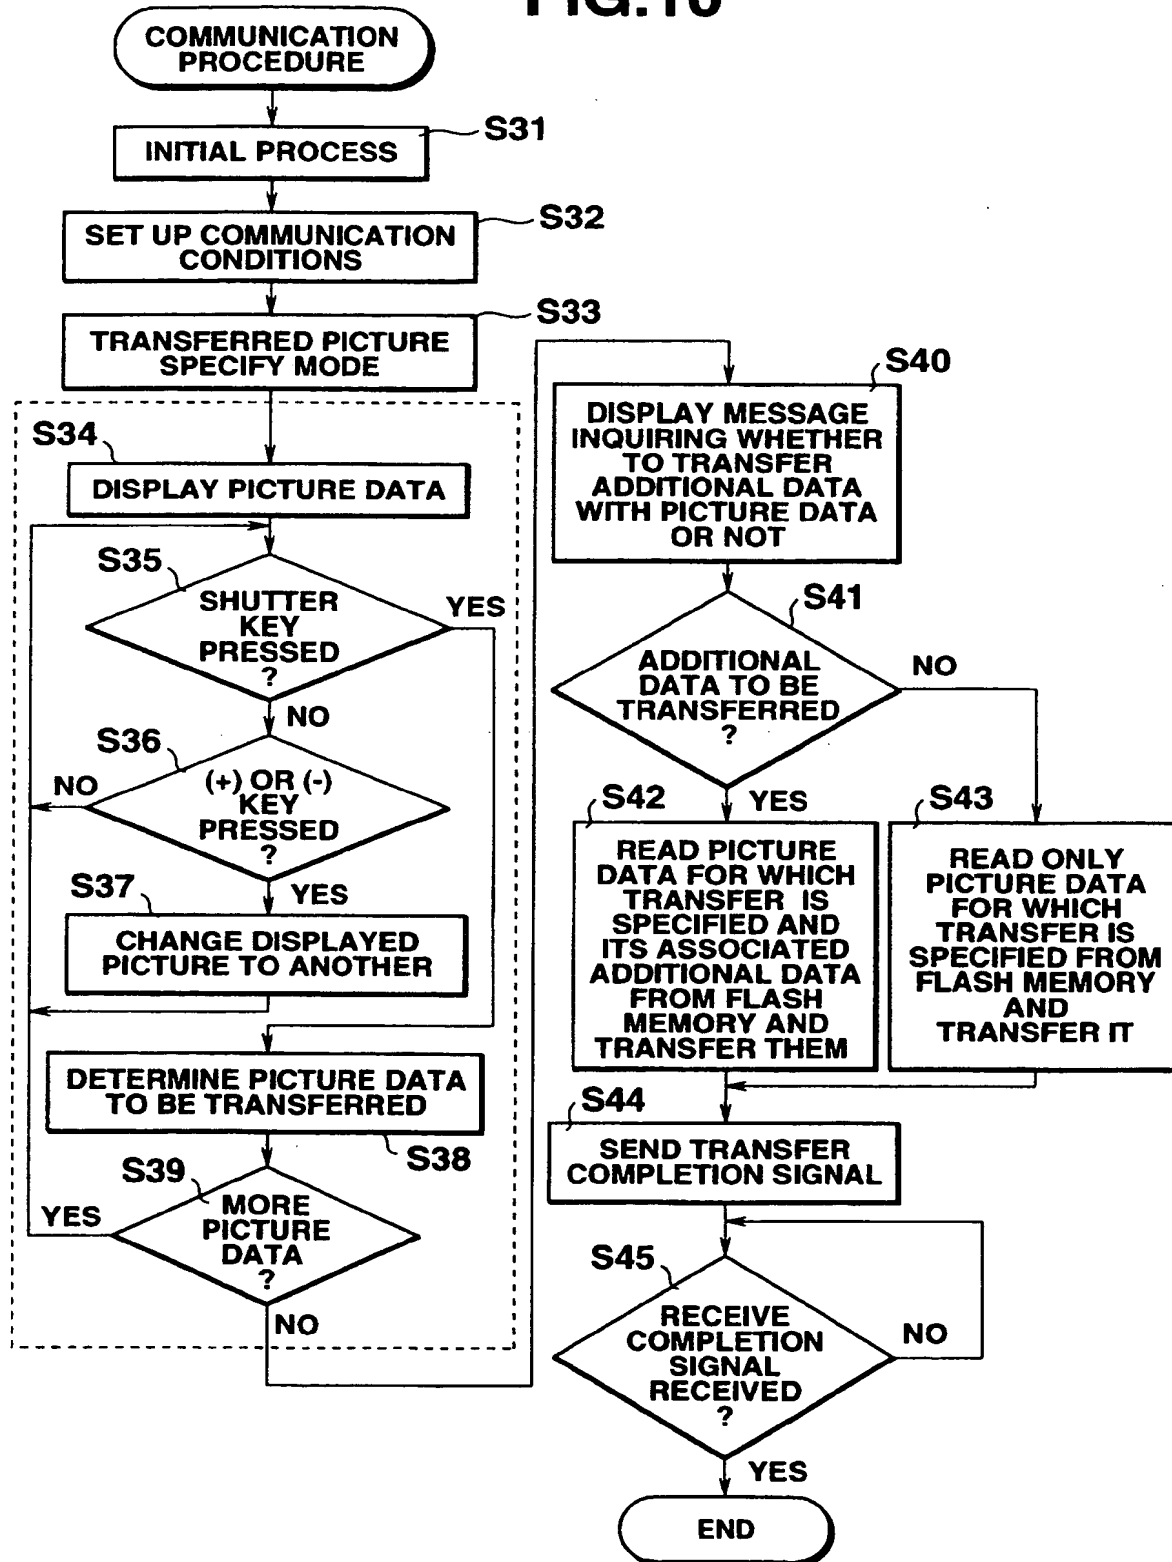 COMMUNICATION
PROCEDURE
S31
INITIAL PROCESS
S32
SET UP COMMUNICATION
CONDITIONS
S33
TRANSFERRED PICTURE
SPECIFY MODE
S34
DISPLAY PICTURE DATA
S35
SHUTTER
KEY
PRESSED
?
YES
NO
S36
(+) OR (-)
KEY
PRESSED
?
NO
YES
S37
CHANGE DISPLAYED
PICTURE TO ANOTHER
DETERMINE PICTURE DATA
TO BE TRANSFERRED
S38
S39
MORE
PICTURE
DATA
?
YES
NO
S40
DISPLAY MESSAGE
INQUIRING WHETHER
TO TRANSFER
ADDITIONAL DATA
WITH PICTURE DATA
OR NOT
S41
ADDITIONAL
DATA TO BE
TRANSFERRED
?
NO
YES
S42
READ PICTURE
DATA FOR WHICH
TRANSFER IS
SPECIFIED AND
ITS ASSOCIATED
ADDITIONAL DATA
FROM FLASH
MEMORY AND
TRANSFER THEM
S43
READ ONLY
PICTURE DATA
FOR WHICH
TRANSFER IS
SPECIFIED FROM
FLASH MEMORY
AND
TRANSFER IT
S44
SEND TRANSFER
COMPLETION SIGNAL
S45
RECEIVE
COMPLETION
SIGNAL
RECEIVED
?
NO
YES
END